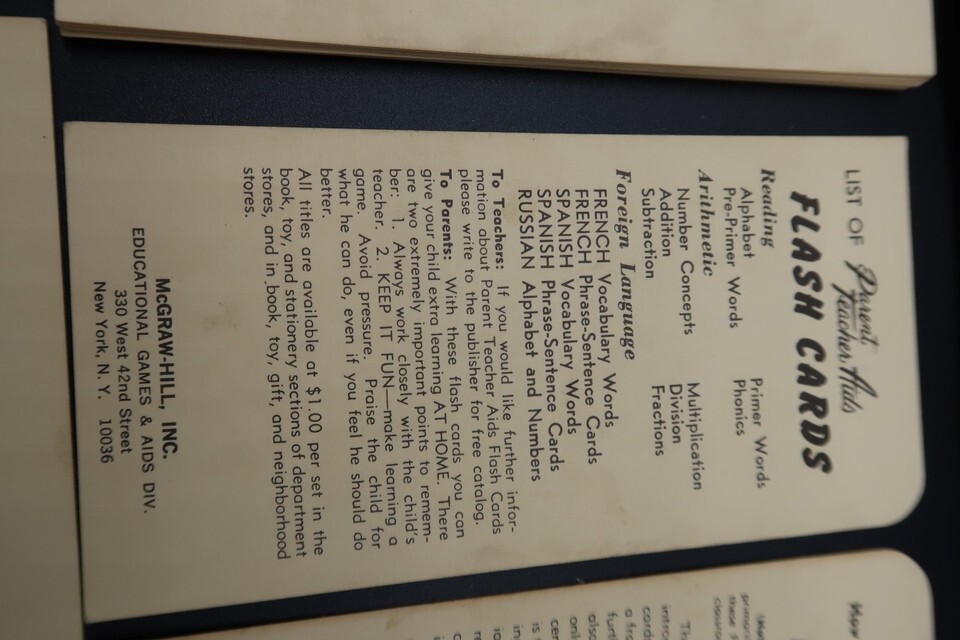 LIST OF Parent Teacher Aids
FLASH CARDS
Reading
Alphabet
Pre-Primer Words
Primer Words
Phonics
Arithmetic
Number Concepts
Addition
Subtraction
Multiplication
Division
Fractions
Foreign Language
FRENCH Vocabulary Words
FRENCH Phrase-Sentence Cards
SPANISH Vocabulary Words
SPANISH Phrase-Sentence Cards
RUSSIAN Alphabet and Numbers
To Teachers: If you would like further infor-
mation about Parent Teacher Aids Flash Cards
please write to the publisher for free catalog.
To Parents: With these flash cards you can
give your child extra learning AT HOME. There
are two extremely important points to remem-
ber: 1. Always work closely with the child's
teacher. 2. KEEP IT FUN—make learning a
game. Avoid pressure. Praise the child for
what he can do, even if you feel he should do
better.
All titles are available at $1.00 per set in the
book, toy, and stationery sections of department
stores, and in book, toy, gift, and neighborhood
stores.
McGRAW-HILL, INC.
EDUCATIONAL GAMES & AIDS DIV.
330 West 42nd Street
New York, N. Y. 10036